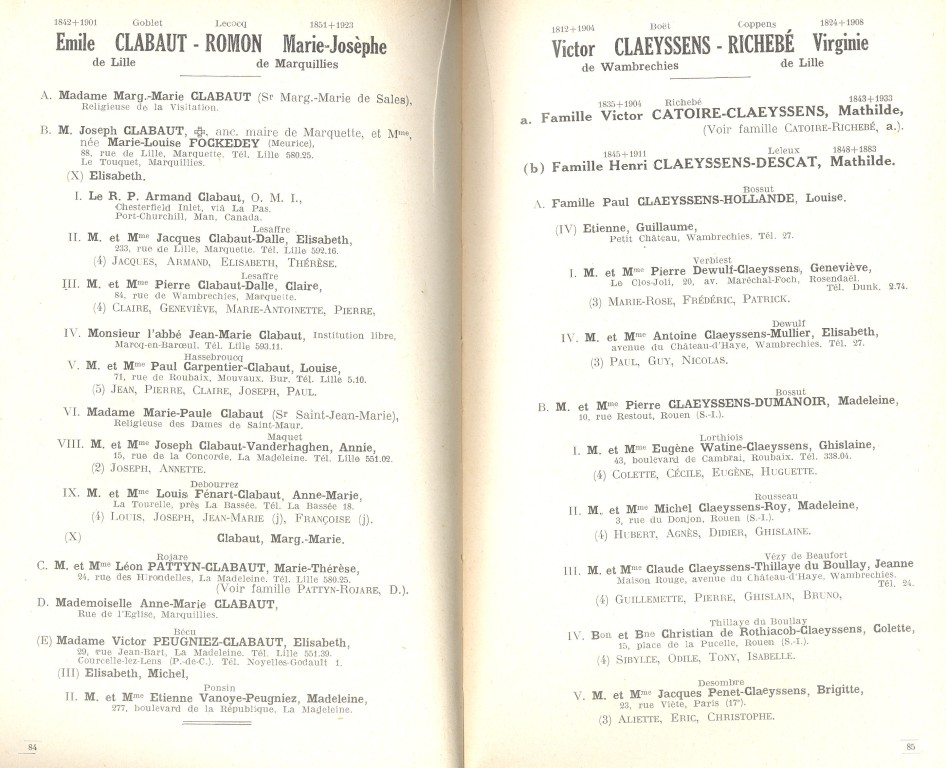 1842+1901 Goblet Lecocq 1851+1923
Emile CLABAUT - ROMON Marie-Josèphe
de Lille de Marquillies
A. Madame Marg.-Marie CLABAUT (Sr Marg.-Marie de Sales),
Religieuse de la Visitation.
B. M. Joseph CLABAUT, ✠, anc. maire de Marquette, et Mme,
née Marie-Louise FOCKEDEY (Meurice),
88, rue de Lille, Marquette. Tél. Lille 580.25.
Le Touquet, Marquillies.
(X) Elisabeth.
I. Le R. P. Armand Clabaut, O. M. I.,
Chesterfield Inlet, via La Pas.
Port-Churchill, Man, Canada.
Lesaffre
II. M. et Mme Jacques Clabaut-Dalle, Elisabeth,
233, rue de Lille, Marquette. Tél. Lille 592.16.
(4) JACQUES, ARMAND, ELISABETH, THÉRÈSE.
Lesaffre
III. M. et Mme Pierre Clabaut-Dalle, Claire,
84, rue de Wambrechies, Marquette.
(4) CLAIRE, GENEVIÈVE, MARIE-ANTOINETTE, PIERRE,
IV. Monsieur l'abbé Jean-Marie Clabaut, Institution libre,
Marcq-en-Barœul. Tél. Lille 593.11.
Hassebroucq
V. M. et Mme Paul Carpentier-Clabaut, Louise,
71, rue de Roubaix, Mouvaux. Bur. Tél. Lille 5.10.
(5) JEAN, PIERRE, CLAIRE, JOSEPH, PAUL.
VI. Madame Marie-Paule Clabaut (Sr Saint-Jean-Marie),
Religieuse des Dames de Saint-Maur.
Maquet
VIII. M. et Mme Joseph Clabaut-Vanderhaghen, Annie,
15, rue de la Concorde, La Madeleine. Tél. Lille 551.02.
(2) JOSEPH, ANNETTE.
Debourrez
IX. M. et Mme Louis Fénart-Clabaut, Anne-Marie,
La Tourelle, près La Bassée. Tél. La Bassée 18.
(4) LOUIS, JOSEPH, JEAN-MARIE (j), FRANÇOISE (j).
(X) Clabaut, Marg.-Marie.
Rojare
C. M. et Mme Léon PATTYN-CLABAUT, Marie-Thérèse,
24, rue des Hirondelles, La Madeleine. Tél. Lille 580.25.
(Voir famille PATTYN-ROJARE, D.).
D. Mademoiselle Anne-Marie CLABAUT,
Rue de l'Eglise, Marquillies.
Bécu
(E) Madame Victor PEUGNIEZ-CLABAUT, Elisabeth,
29, rue Jean-Bart, La Madeleine. Tél. Lille 551.39.
Courcelle-lez-Lens (P.-de-C.). Tél. Noyelles-Godault 1.
(III) Elisabeth, Michel,
Ponsin
II. M. et Mme Etienne Vanoye-Peugniez, Madeleine,
277, boulevard de la République, La Madeleine.
84
1812+1904 Boët Coppens 1824+1908
Victor CLAEYSSENS - RICHEBÉ Virginie
de Wambrechies de Lille
1835+1904 Richebé 1843+1933
a. Famille Victor CATOIRE-CLAEYSSENS, Mathilde,
(Voir famille CATOIRE-RICHEBÉ, a.).
1845+1911 Leleux 1848+1883
(b) Famille Henri CLAEYSSENS-DESCAT, Mathilde.
Bossut
A. Famille Paul CLAEYSSENS-HOLLANDE, Louise.
(IV) Etienne, Guillaume,
Petit Château, Wambrechies. Tél. 27.
Verbiest
I. M. et Mme Pierre Dewulf-Claeyssens, Geneviève,
Le Clos-Joli, 20, av. Maréchal-Foch, Rosendaël.
Tél. Dunk. 2.74.
(3) MARIE-ROSE, FRÉDÉRIC, PATRICK.
Dewulf
IV. M. et Mme Antoine Claeyssens-Mullier, Elisabeth,
avenue du Château-d'Haye, Wambrechies. Tél. 27.
(3) PAUL, GUY, NICOLAS.
Bossut
B. M. et Mme Pierre CLAEYSSENS-DUMANOIR, Madeleine,
10, rue Restout, Rouen (S.-I.).
Lorthiois
I. M. et Mme Eugène Watine-Claeyssens, Ghislaine,
43, boulevard de Cambrai, Roubaix. Tél. 338.04.
(4) COLETTE, CÉCILE, EUGÈNE, HUGUETTE.
Rousseau
II. M. et Mme Michel Claeyssens-Roy, Madeleine,
3, rue du Donjon, Rouen (S.-I.).
(4) HUBERT, AGNÈS, DIDIER, GHISLAINE.
Vézy de Beaufort
III. M. et Mme Claude Claeyssens-Thillaye du Boullay, Jeanne
Maison Rouge, avenue du Château-d'Haye, Wambrechies.
Tél. 24.
(4) GUILLEMETTE, PIERRE, GHISLAIN, BRUNO,
Thillaye du Boullay
IV. Bon et Bne Christian de Rothiacob-Claeyssens, Colette,
15, place de la Pucelle, Rouen (S.-I.).
(4) SIBYLLE, ODILE, TONY, ISABELLE.
Desombre
V. M. et Mme Jacques Penet-Claeyssens, Brigitte,
23, rue Viète, Paris (17e).
(3) ALIETTE, ERIC, CHRISTOPHE.
85